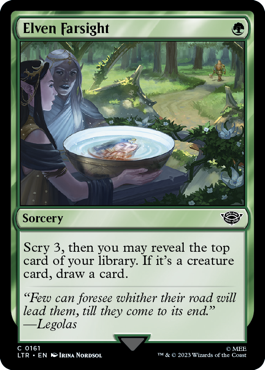 Elven Farsight
Sorcery
Scry 3, then you may reveal the top
card of your library. If it's a creature
card, draw a card.
“Few can foresee whither their road will
lead them, till they come to its end.”
—Legolas
C 0161
LTR • EN Irina Nordsol
© MEE
™ & © 2023 Wizards of the Coast